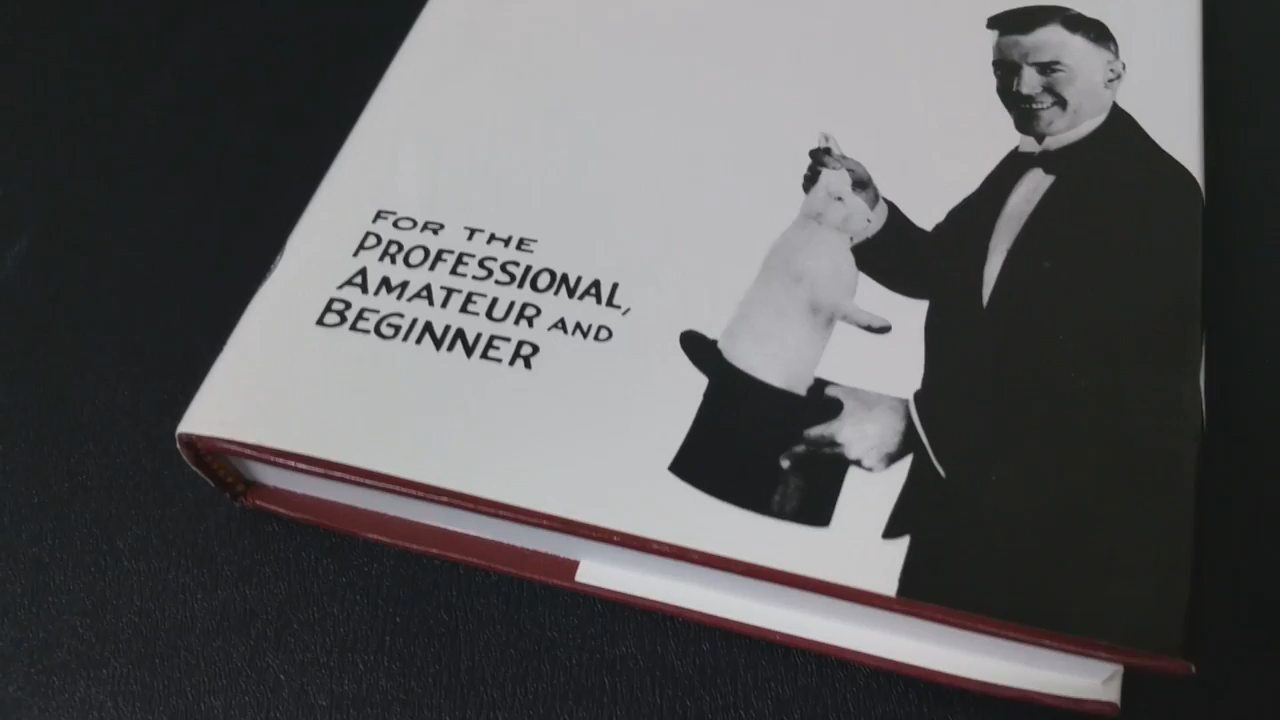 FOR THE
PROFESSIONAL,
AMATEUR AND
BEGINNER